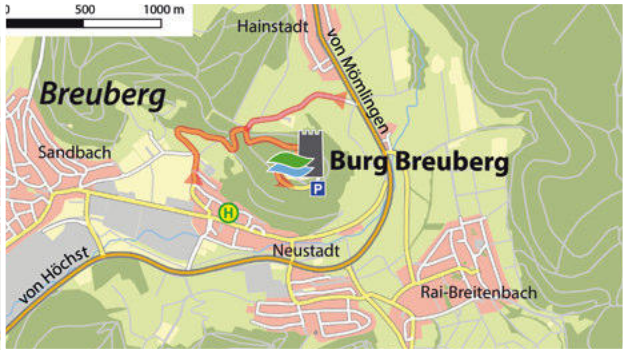 0 500 1000 m
Hainstadt
von Mömlingen
Breuberg
Sandbach
Burg Breuberg
P
H
Neustadt
von Höchst
Rai-Breitenbach